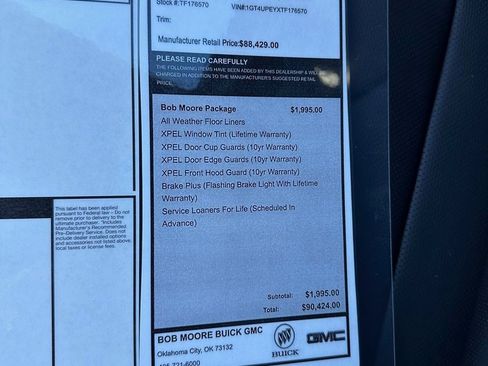 Stock #:TF176570 VIN#:1GT4UPEYXTF176570
Trim:
Manufacturer Retail Price:$88,429.00
PLEASE READ CAREFULLY
THE FOLLOWING ITEMS HAVE BEEN ADDED BY THIS DEALERSHIP & WILL
CHARGED IN ADDITION TO THE MANUFACTURER'S SUGGESTED RETAIL
PRICE.
Bob Moore Package $1,995.00
All Weather Floor Liners
XPEL Window Tint (Lifetime Warranty)
XPEL Door Cup Guards (10yr Warranty)
XPEL Door Edge Guards (10yr Warranty)
XPEL Front Hood Guard (10yr Warranty)
Brake Plus (Flashing Brake Light With Lifetime
Warranty)
Service Loaners For Life (Scheduled In
Advance)
This label has been applied
pursuant to Federal law – Do not
remove prior to delivery to the
ultimate purchaser. *Includes
Manufacturer's Recommended
Pre-Delivery Service. Does not
include dealer installed options
and accessories not listed above,
local taxes or license fees.
Subtotal: $1,995.00
Total: $90,424.00
BOB MOORE BUICK GMC
Oklahoma City, OK 73132
BUICK
GMC